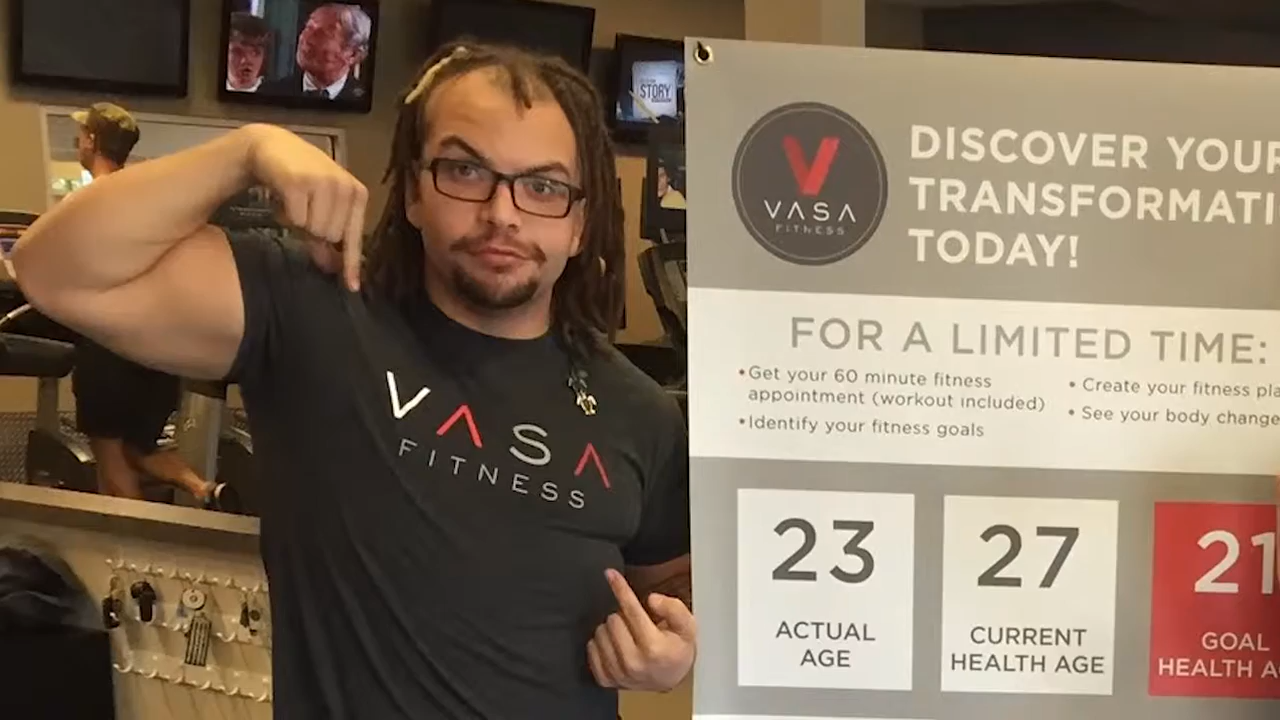 STORY
VASA
FITNESS
VASA
FITNESS
DISCOVER YOUR
TRANSFORMATI
TODAY!
FOR A LIMITED TIME:
•Get your 60 minute fitness
appointment (workout included)
•Identify your fitness goals
• Create your fitness pla
• See your body change
23
ACTUAL
AGE
27
CURRENT
HEALTH AGE
21
GOAL
HEALTH A